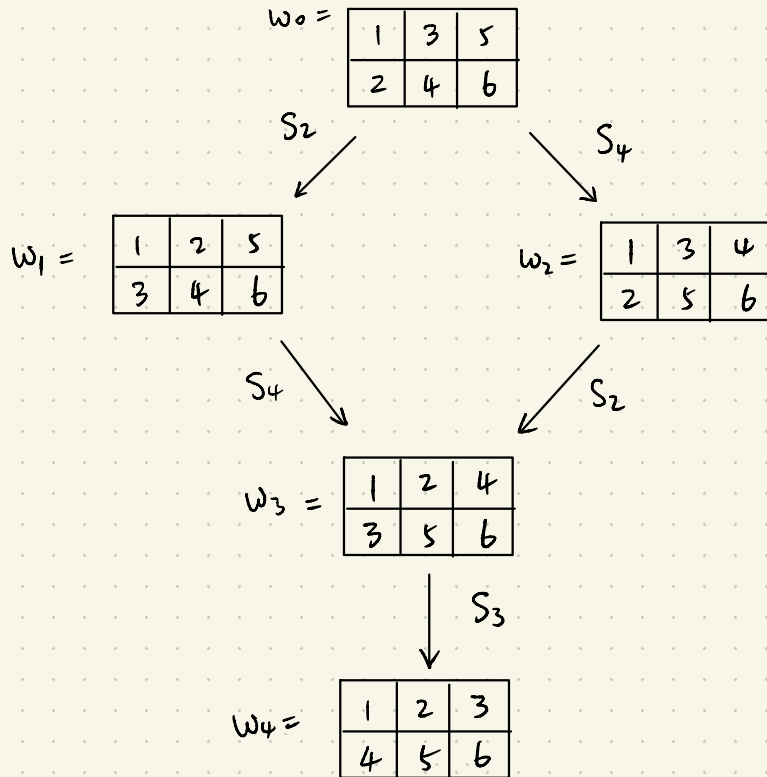 W₀ = 1 3 5
2 4 6
S₂ S₄
W₁ = 1 2 5
3 4 6
W₂ = 1 3 4
2 5 6
S₄ S₂
W₃ = 1 2 4
3 5 6
S₃
W₄ = 1 2 3
4 5 6